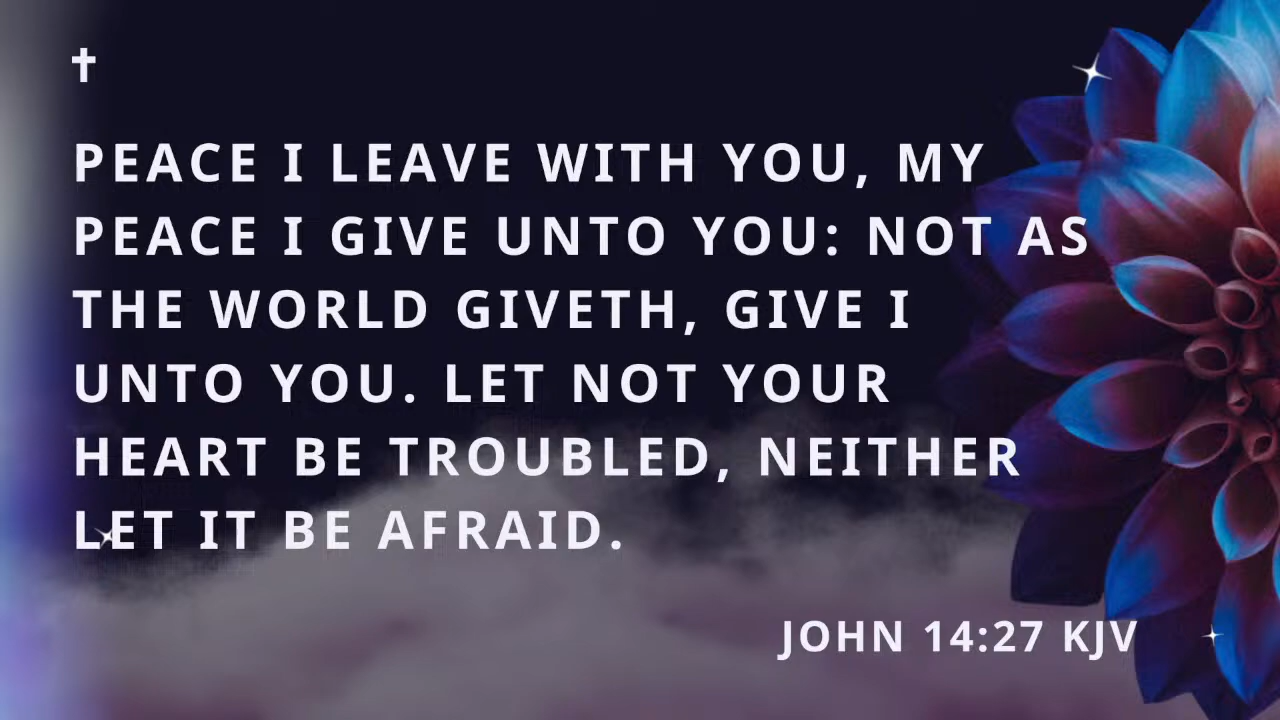 ✝
PEACE I LEAVE WITH YOU, MY
PEACE I GIVE UNTO YOU: NOT AS
THE WORLD GIVETH, GIVE I
UNTO YOU. LET NOT YOUR
HEART BE TROUBLED, NEITHER
LET IT BE AFRAID.
JOHN 14:27 KJV